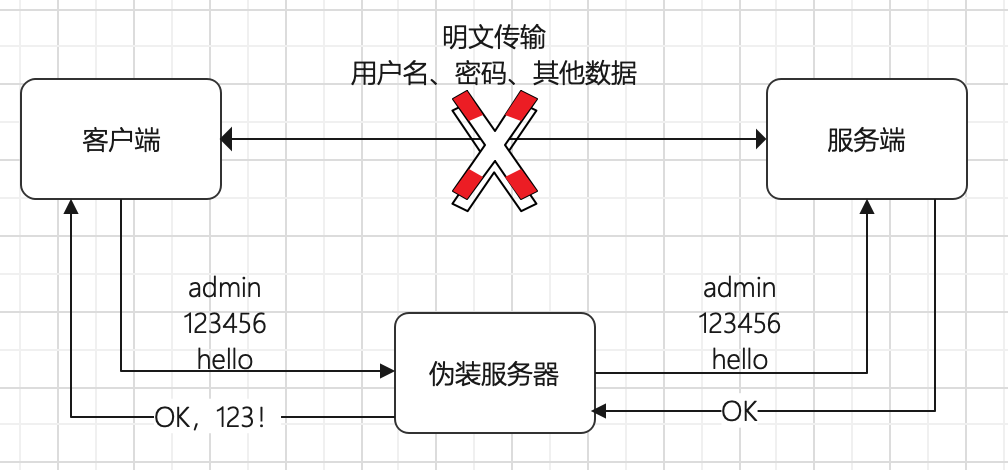 明文传输
用户名、密码、其他数据
客户端
服务端
admin
123456
hello
admin
123456
hello
伪装服务器
OK，123！
OK